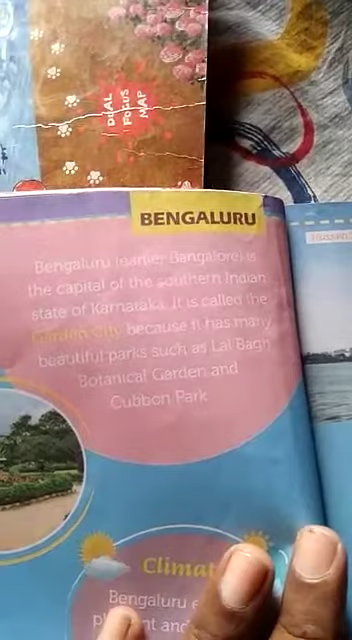 DUAL
FOCUS
MAP
BENGALURU
Bengaluru (earlier Bangalore) is
the capital of the southern Indian
state of Karnataka. It is called the
Garden City because it has many
beautiful parks such as Lal Bagh
Botanical Garden and
Cubbon Park
Climat
Bengaluru
and